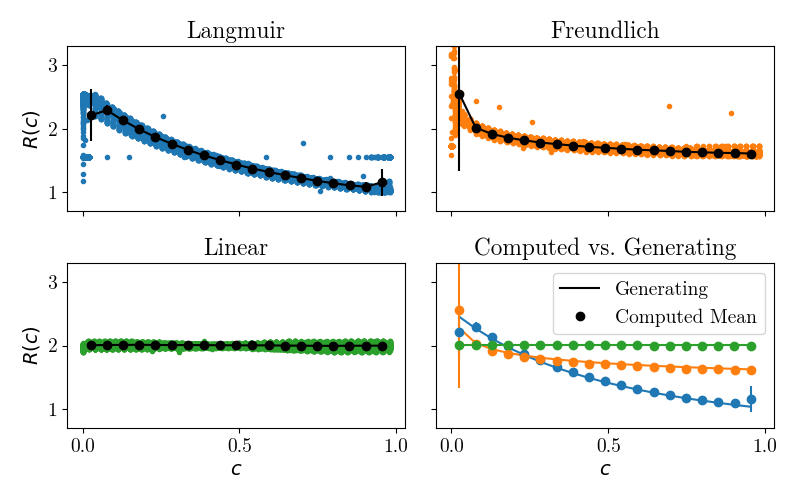 Langmuir
Freundlich
3
2
1
R(c)
Linear
Computed vs. Generating
3
2
1
R(c)
Generating
Computed Mean
0.0
0.5
1.0
0.0
0.5
1.0
c
c